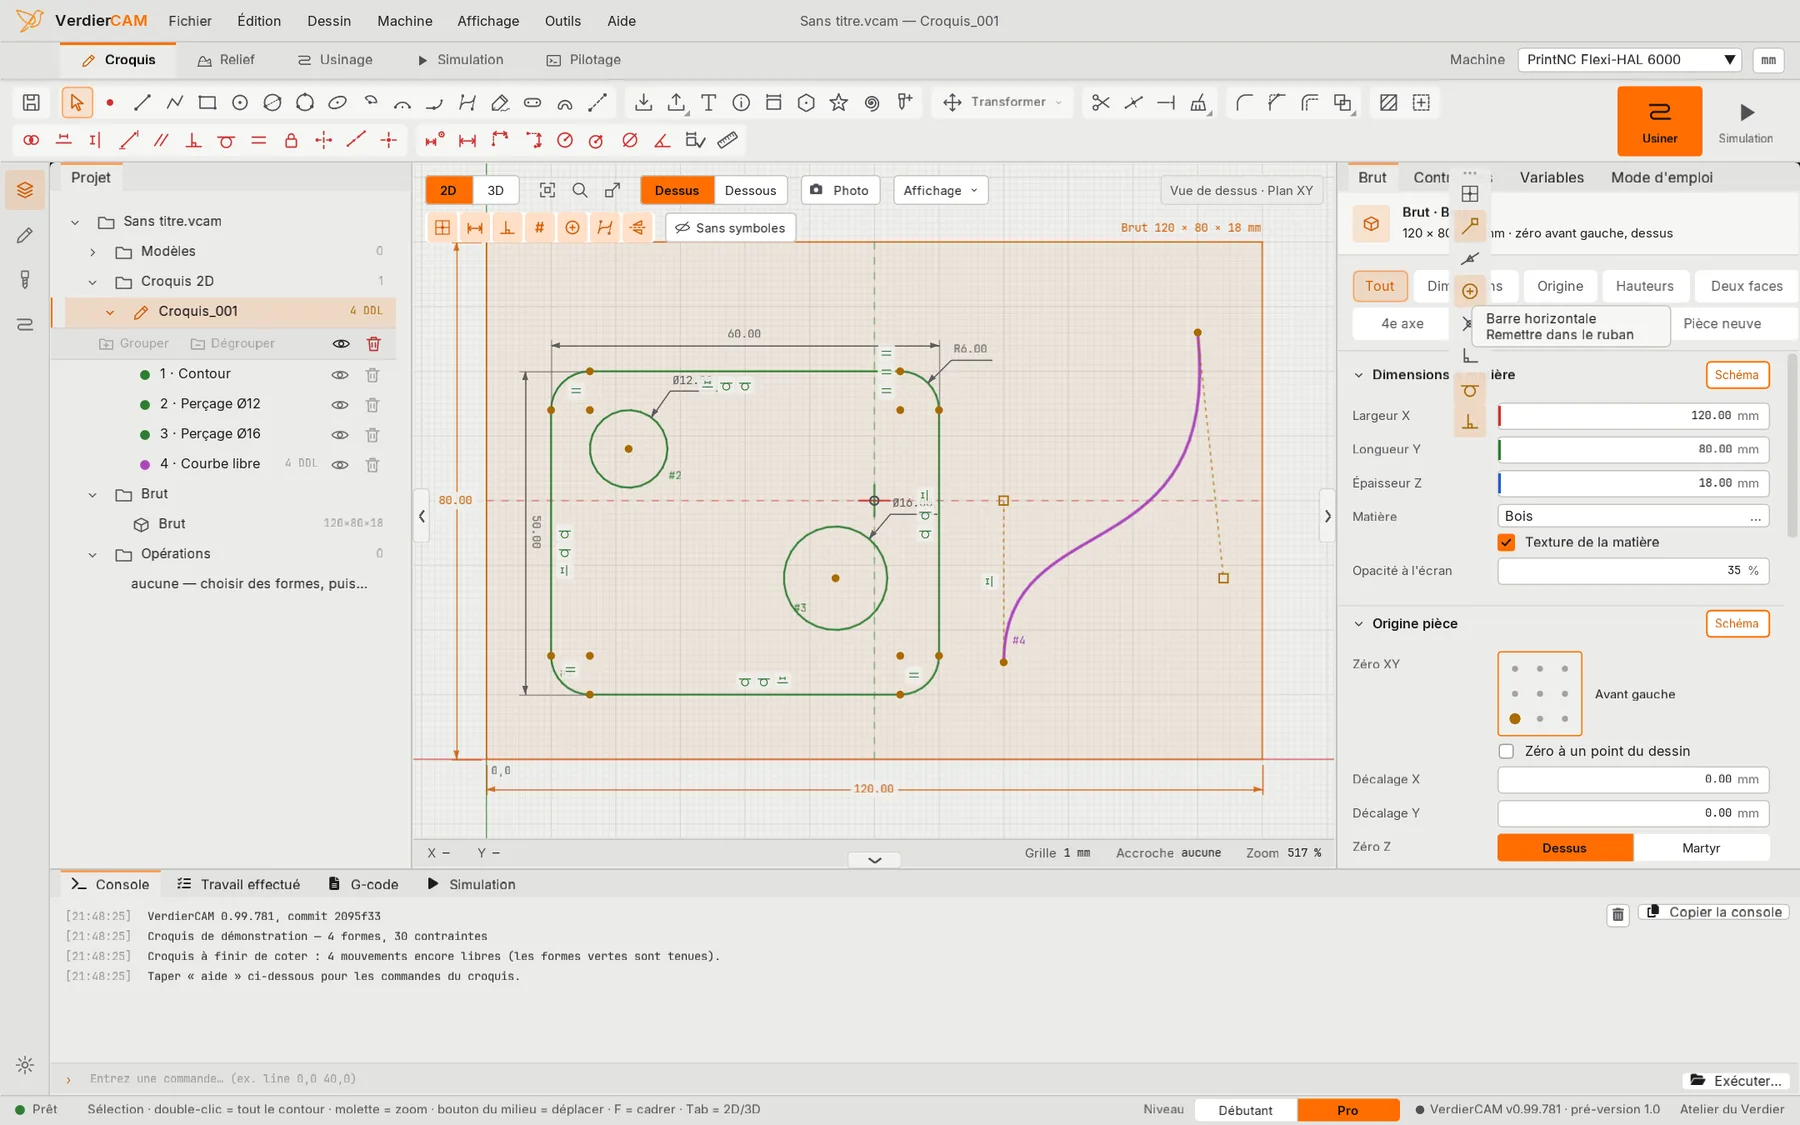 VerdierCAM Fichier Édition Dessin Machine Affichage Outils Aide Sans titre.vcam — Croquis_001
Croquis Relief Usinage Simulation Pilotage Machine PrintNC Flexi-HAL 6000 mm
Transformer
Usiner Simulation
Projet
Sans titre.vcam
Modèles 0
Croquis 2D 1
Croquis_001 4 DDL
Grouper Dégrouper
1 · Contour
2 · Perçage Ø12
3 · Perçage Ø16
4 · Courbe libre 4 DDL
Brut
Brut 120×80×18
Opérations 0
aucune — choisir des formes, puis...
2D 3D Dessus Dessous Photo Affichage Vue de dessus · Plan XY
# Sans symboles Brut 120 × 80 × 18 mm
60.00
R6.00
Ø12.
#2
80.00
Ø16.
50.00
#3
#4
0,0
120.00
X — Y — Grille 1 mm Accroche aucune Zoom 517 %
Brut Variables Mode d'emploi
Brut · B
120 × 80 mm · zéro avant gauche, dessus
Tout Origine Hauteurs Deux faces
4e axe Pièce neuve
Barre horizontale
Remettre dans le ruban
Dimensions Schéma
Largeur X 120.00 mm
Longueur Y 80.00 mm
Épaisseur Z 18.00 mm
Matière Bois ...
Texture de la matière
Opacité à l'écran 35 %
Origine pièce Schéma
Zéro XY Avant gauche
Zéro à un point du dessin
Décalage X 0.00 mm
Décalage Y 0.00 mm
Zéro Z Dessus Martyr
Console Travail effectué G-code Simulation
[21:48:25] VerdierCAM 0.99.781, commit 2095f33
[21:48:25] Croquis de démonstration — 4 formes, 30 contraintes
[21:48:25] Croquis à finir de coter : 4 mouvements encore libres (les formes vertes sont tenues).
[21:48:25] Taper « aide » ci-dessous pour les commandes du croquis.
Copier la console
› Entrez une commande… (ex. line 0,0 40,0)
Exécuter...
Prêt Sélection · double-clic = tout le contour · molette = zoom · bouton du milieu = déplacer · F = cadrer · Tab = 2D/3D Niveau Débutant Pro VerdierCAM v0.99.781 · pré-version 1.0 Atelier du Verdier